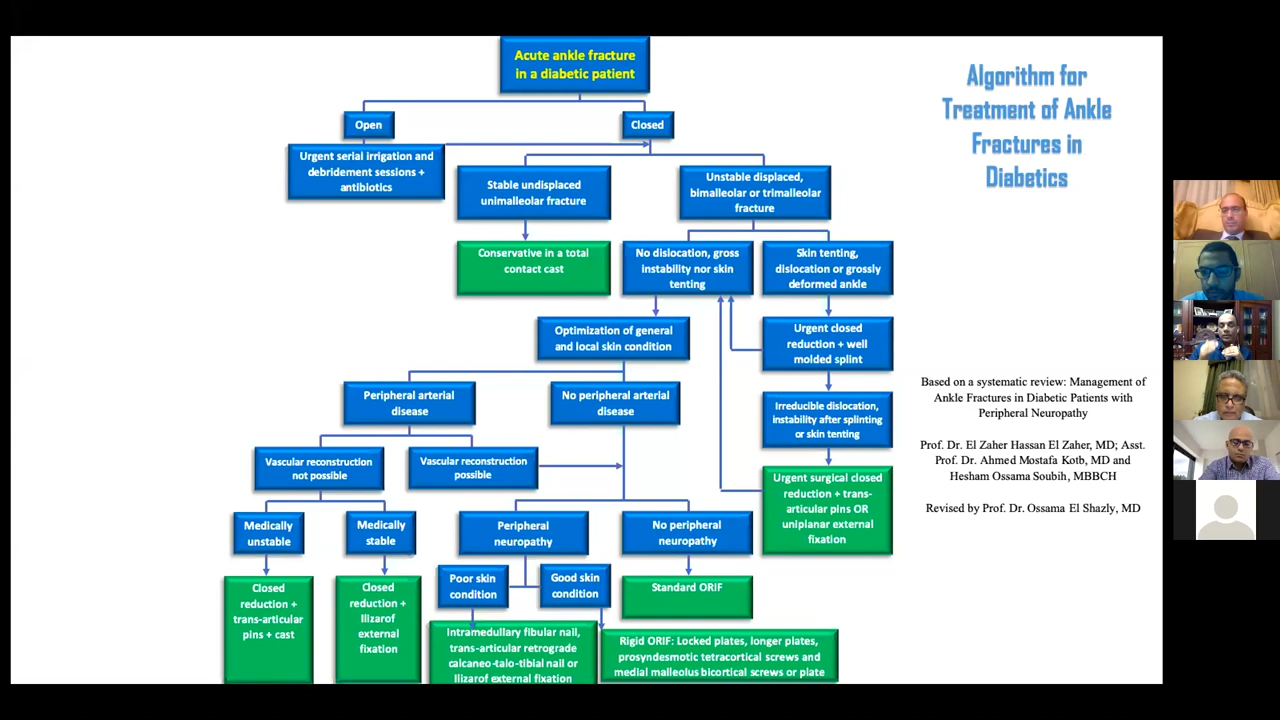 Acute ankle fracture
in a diabetic patient
Algorithm for
Treatment of Ankle
Fractures in
Diabetics
Open
Closed
Urgent serial irrigation and
debridement sessions +
antibiotics
Stable undisplaced
unimalleolar fracture
Unstable displaced,
bimalleolar or trimalleolar
fracture
Conservative in a total
contact cast
No dislocation, gross
instability nor skin
tenting
Skin tenting,
dislocation or grossly
deformed ankle
Optimization of general
and local skin condition
Urgent closed
reduction + well
molded splint
Peripheral arterial
disease
No peripheral arterial
disease
Irreducible dislocation,
instability after splinting
or skin tenting
Vascular reconstruction
not possible
Vascular reconstruction
possible
Urgent surgical closed
reduction + trans-
articular pins OR
uniplanar external
fixation
Medically
unstable
Medically
stable
Peripheral
neuropathy
No peripheral
neuropathy
Poor skin
condition
Good skin
condition
Standard ORIF
Closed
reduction +
trans-articular
pins + cast
Closed
reduction +
Ilizarof
external
fixation
Intramedullary fibular nail,
trans-articular retrograde
calcaneo-talo-tibial nail or
Ilizarof external fixation
Rigid ORIF: Locked plates, longer plates,
prosyndesmotic tetracortical screws and
medial malleolus bicortical screws or plate
Based on a systematic review: Management of
Ankle Fractures in Diabetic Patients with
Peripheral Neuropathy
Prof. Dr. El Zaher Hassan El Zaher, MD; Asst.
Prof. Dr. Ahmed Mostafa Kotb, MD and
Hesham Ossama Soubih, MBBCH
Revised by Prof. Dr. Ossama El Shazly, MD